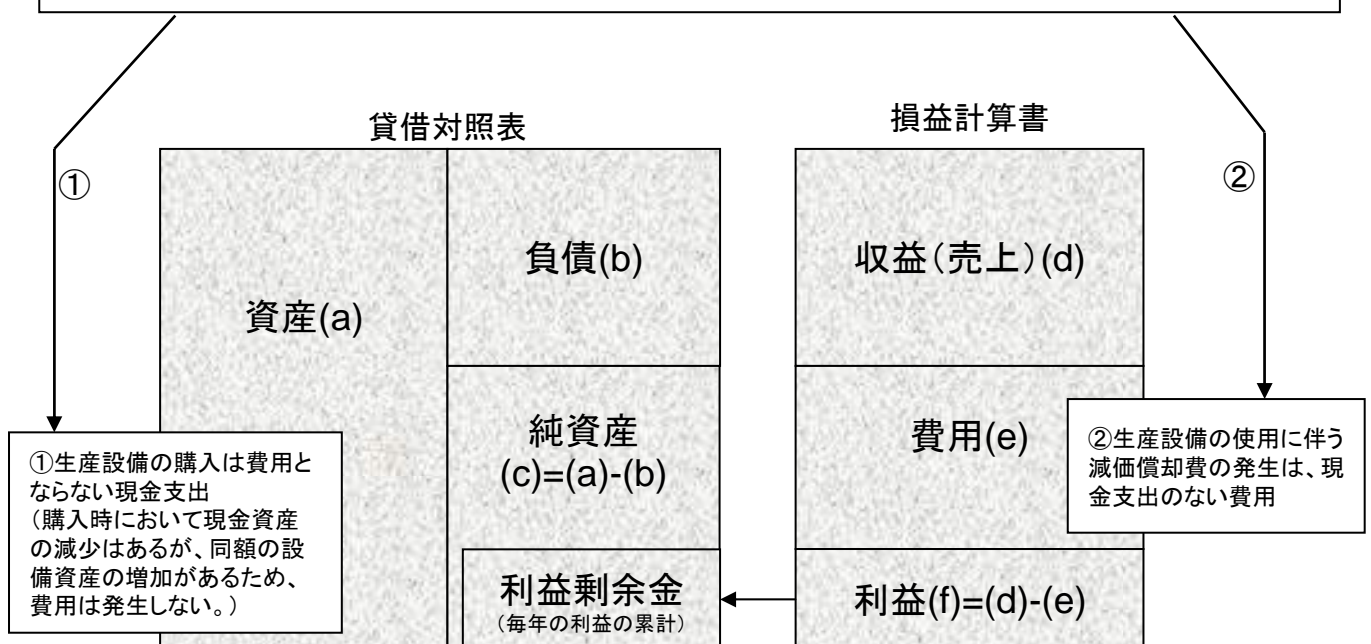 貸借対照表
損益計算書
①
②
資産(a)
負債(b)
収益(売上)(d)
純資産
(c)=(a)-(b)
費用(e)
①生産設備の購入は費用と
ならない現金支出
(購入時において現金資産
の減少はあるが、同額の設
備資産の増加があるため、
費用は発生しない。)
②生産設備の使用に伴う
減価償却費の発生は、現
金支出のない費用
利益剰余金
(毎年の利益の累計)
利益(f)=(d)-(e)